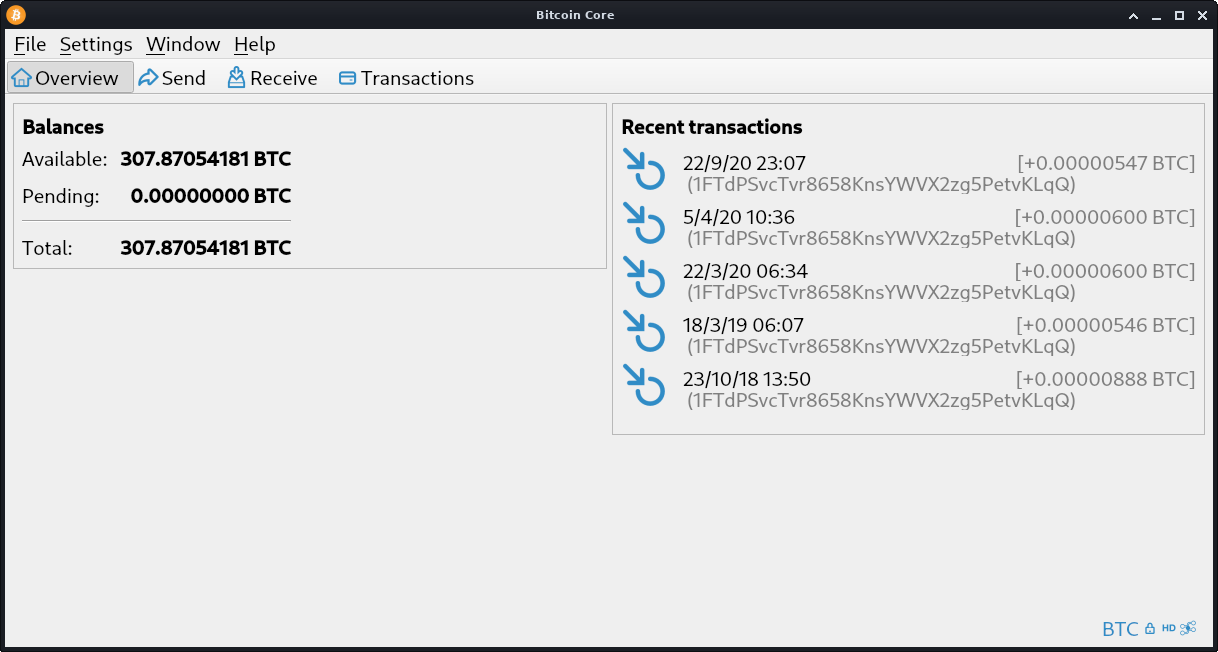 Bitcoin Core
File Settings Window Help
Overview Send Receive Transactions
Balances
Available: 307.87054181 BTC
Pending: 0.00000000 BTC
Total: 307.87054181 BTC
Recent transactions
22/9/20 23:07 [+0.00000547 BTC]
(1FTdPSvcTvr8658KnsYWVX2zg5PetvKLqQ)
5/4/20 10:36 [+0.00000600 BTC]
(1FTdPSvcTvr8658KnsYWVX2zg5PetvKLqQ)
22/3/20 06:34 [+0.00000600 BTC]
(1FTdPSvcTvr8658KnsYWVX2zg5PetvKLqQ)
18/3/19 06:07 [+0.00000546 BTC]
(1FTdPSvcTvr8658KnsYWVX2zg5PetvKLqQ)
23/10/18 13:50 [+0.00000888 BTC]
(1FTdPSvcTvr8658KnsYWVX2zg5PetvKLqQ)
BTC HD